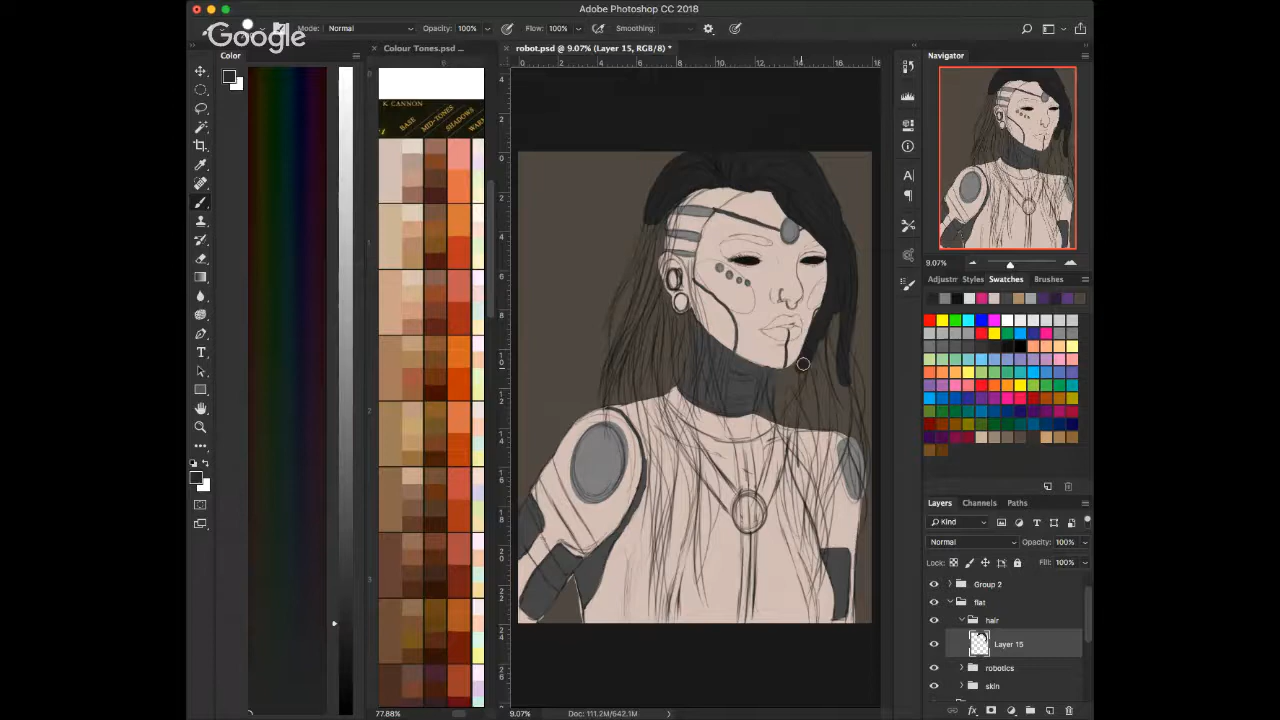 Adobe Photoshop CC 2018
Google
Mode: Normal
Opacity: 100%
Flow: 100%
Smoothing:
Color
Colour Tones.psd ...
robot.psd @ 9.07% (Layer 15, RGB/8) *
Navigator
K CANNON
BASE
MID-TONES
SHADOWS
9.07%
Adjustm
Styles
Swatches
Brushes
Layers
Channels
Paths
Kind
Normal
Opacity: 100%
Lock:
Fill: 100%
Group 2
flat
hair
Layer 15
robotics
skin
77.88%
9.07%
Doc: 111.2M/642.1M